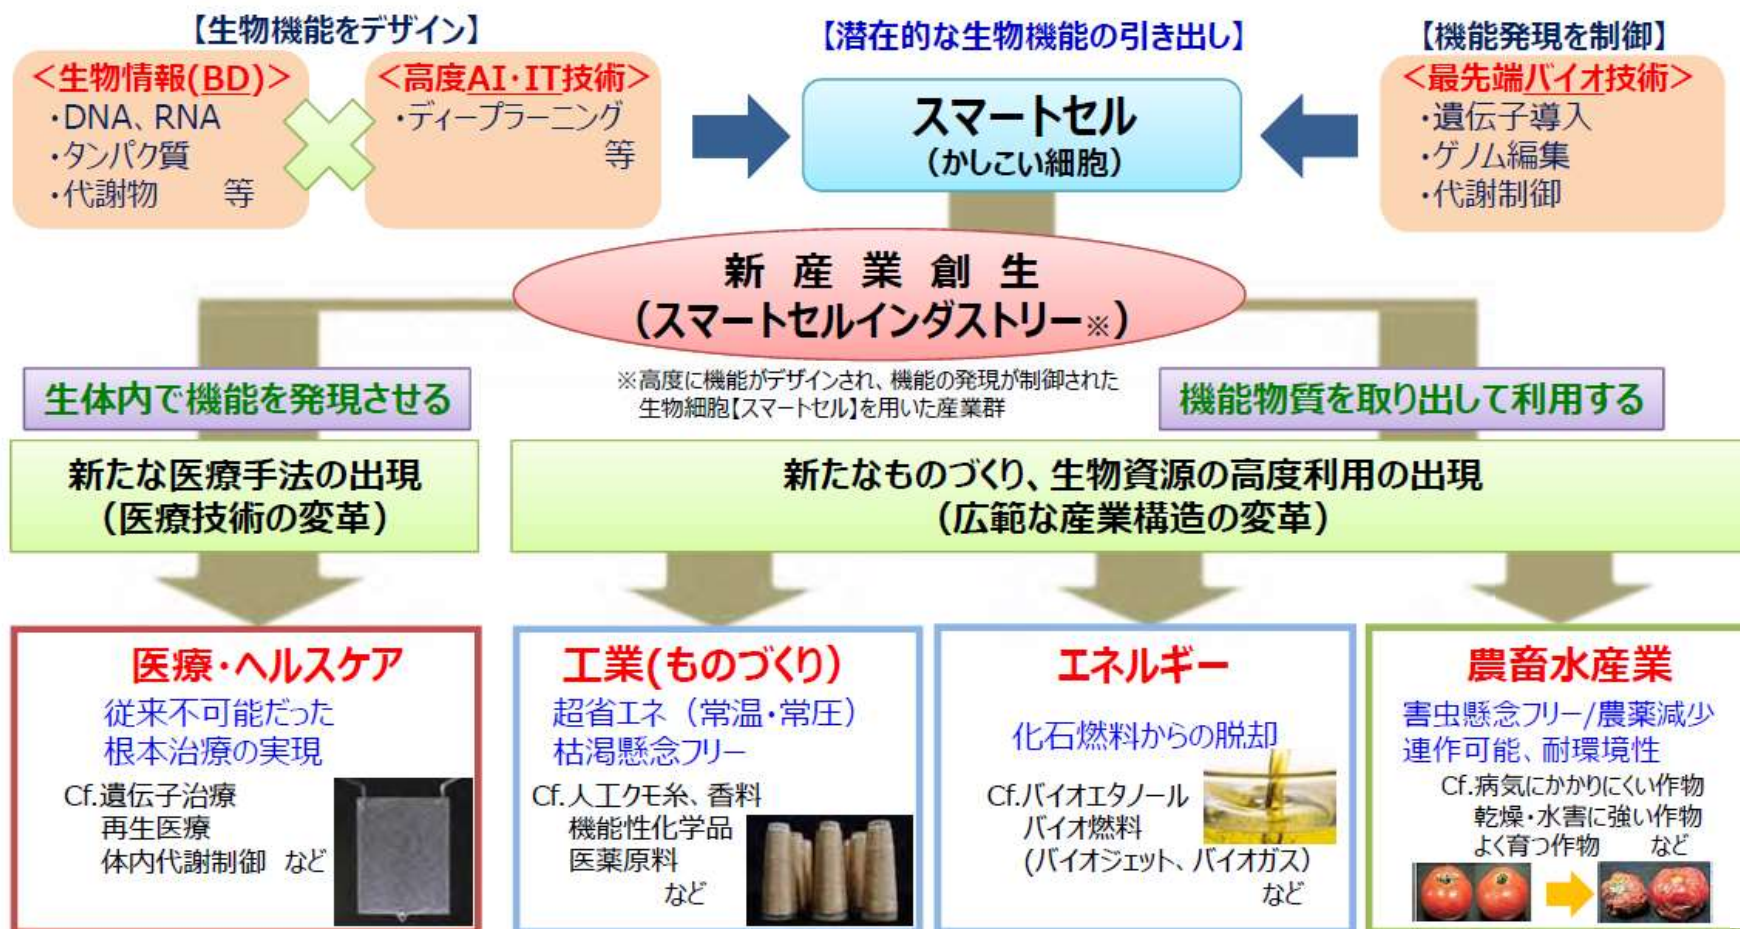 【生物機能をデザイン】
<生物情報(BD)>
・DNA、RNA
・タンパク質
・代謝物　　等
<高度AI・IT技術>
・ディープラーニング
等
【潜在的な生物機能の引き出し】
スマートセル
（かしこい細胞）
【機能発現を制御】
<最先端バイオ技術>
・遺伝子導入
・ゲノム編集
・代謝制御
新 産 業 創 生
（スマートセルインダストリー※）
※高度に機能がデザインされ、機能の発現が制御された
生物細胞【スマートセル】を用いた産業群
生体内で機能を発現させる
機能物質を取り出して利用する
新たな医療手法の出現
（医療技術の変革）
新たなものづくり、生物資源の高度利用の出現
（広範な産業構造の変革）
医療・ヘルスケア
従来不可能だった
根本治療の実現
Cf.遺伝子治療
再生医療
体内代謝制御 など
工業(ものづくり）
超省エネ（常温・常圧）
枯渇懸念フリー
Cf.人工クモ糸、香料
機能性化学品
医薬原料
など
エネルギー
化石燃料からの脱却
Cf.バイオエタノール
バイオ燃料
(バイオジェット、バイオガス）
など
農畜水産業
害虫懸念フリー/農薬減少
連作可能、耐環境性
Cf.病気にかかりにくい作物
乾燥・水害に強い作物
よく育つ作物　　など